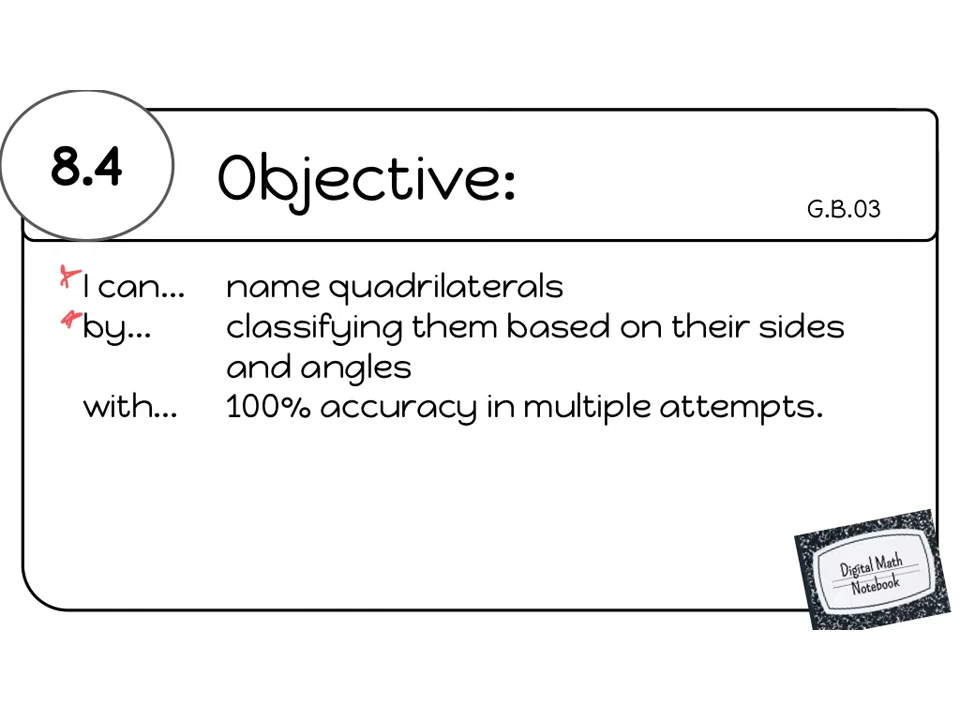 8.4
Objective:
G.B.03
I can... name quadrilaterals
by... classifying them based on their sides
and angles
with... 100% accuracy in multiple attempts.
Digital Math
Notebook